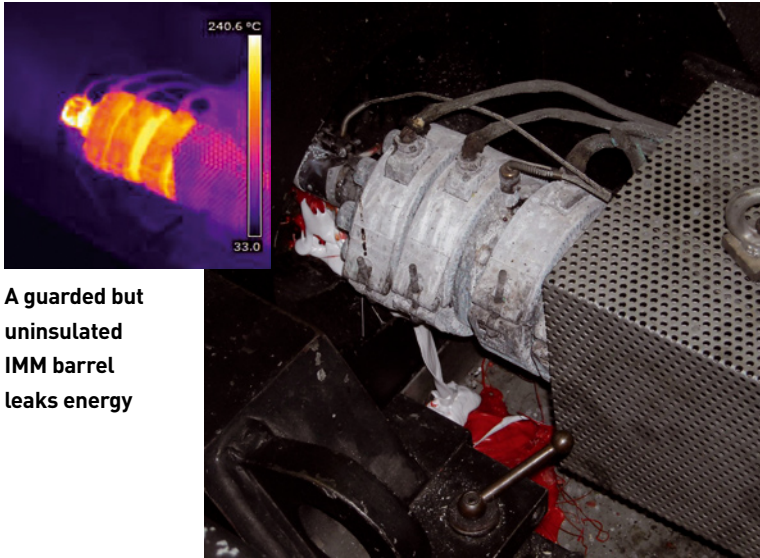 240.6 °C
33.0
A guarded but
uninsulated
IMM barrel
leaks energy